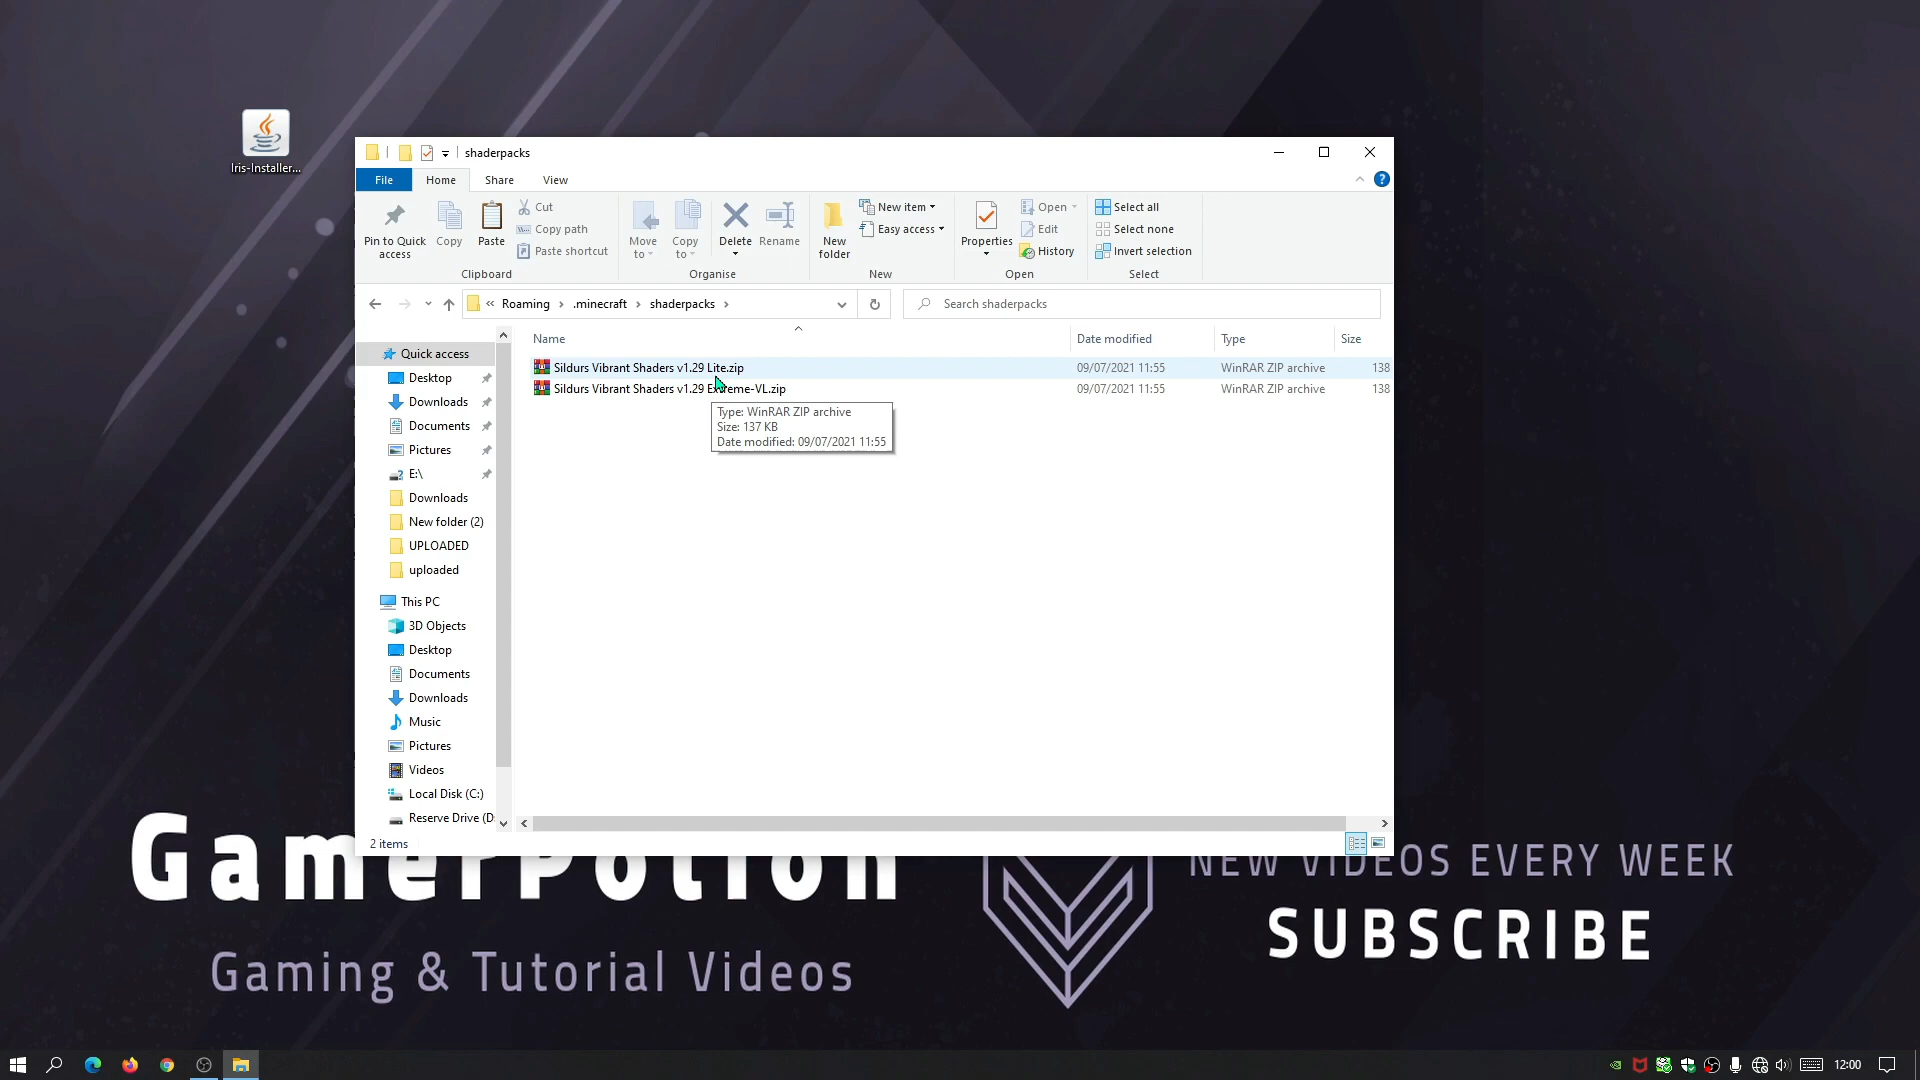 Iris-Installer...
shaderpacks
File
Home
Share
View
Pin to Quick access
Copy
Paste
Cut
Copy path
Paste shortcut
Clipboard
Move to
Copy to
Delete
Rename
Organise
New folder
New item
Easy access
New
Properties
Open
Edit
History
Open
Select all
Select none
Invert selection
Select
« Roaming › .minecraft › shaderpacks ›
Search shaderpacks
Name
Date modified
Type
Size
Sildurs Vibrant Shaders v1.29 Lite.zip
09/07/2021 11:55
WinRAR ZIP archive
138
Sildurs Vibrant Shaders v1.29 Extreme-VL.zip
09/07/2021 11:55
WinRAR ZIP archive
138
Type: WinRAR ZIP archive
Size: 137 KB
Date modified: 09/07/2021 11:55
Quick access
Desktop
Downloads
Documents
Pictures
E:\
Downloads
New folder (2)
UPLOADED
uploaded
This PC
3D Objects
Desktop
Documents
Downloads
Music
Pictures
Videos
Local Disk (C:)
Reserve Drive (D:
2 items
GamerPotion
Gaming & Tutorial Videos
NEW VIDEOS EVERY WEEK
SUBSCRIBE
12:00